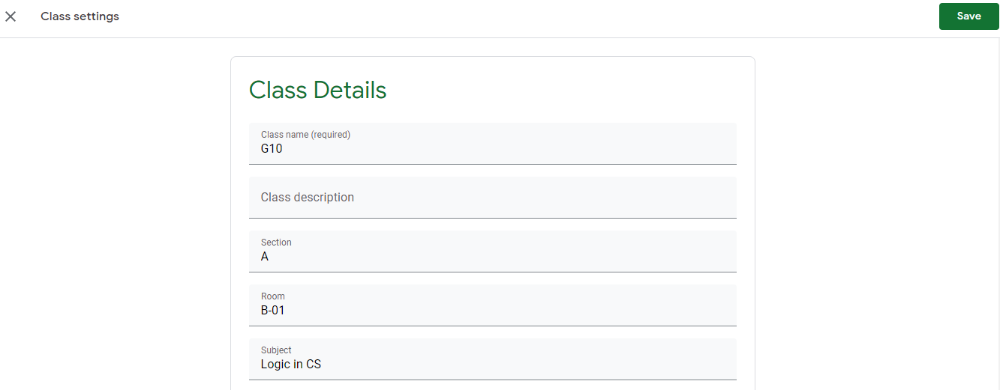 Class settings
Save
Class Details
Class name (required)
G10
Class description
Section
A
Room
B-01
Subject
Logic in CS